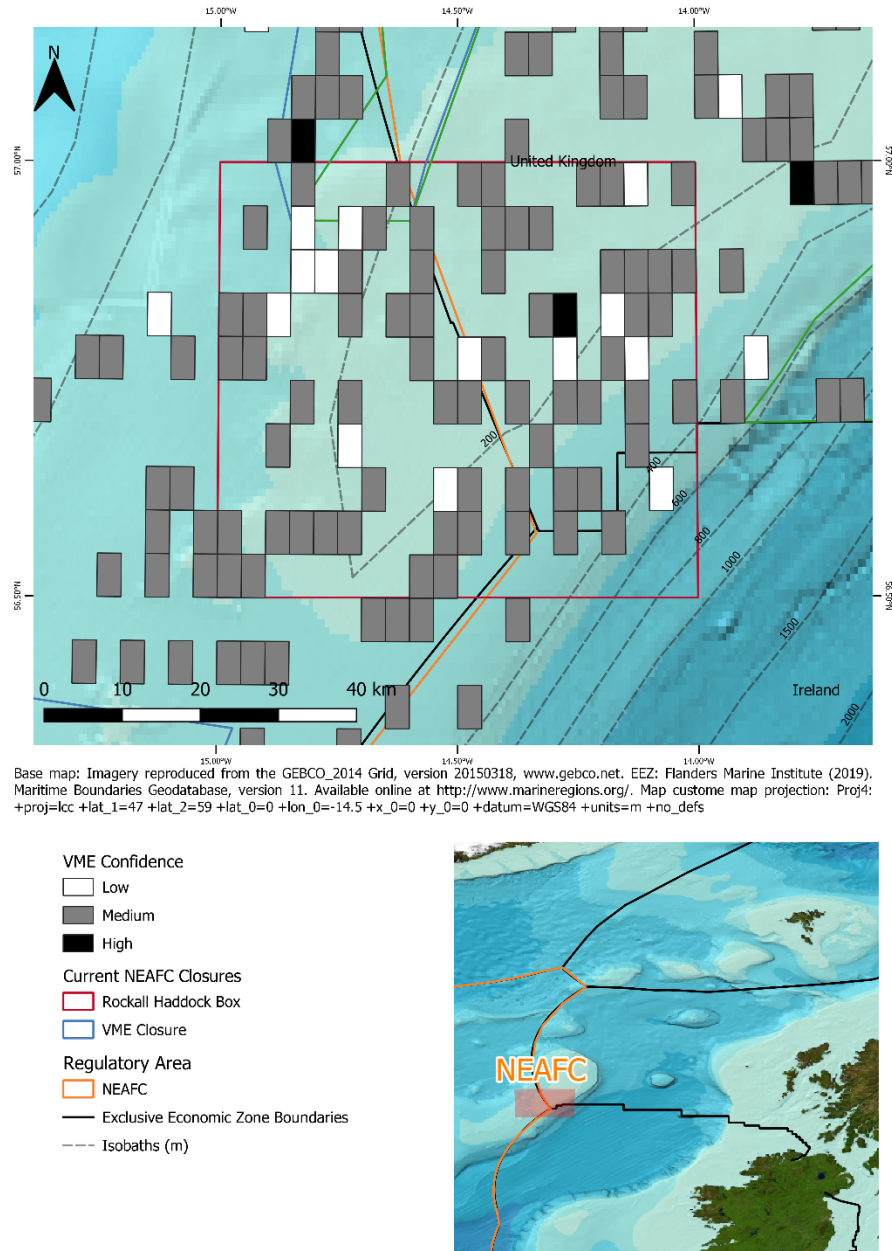 15.00°W 14.50°W 14.00°W
N
57.00°N United Kingdom 57.00°N
200
400
600
800
1000
1500
2000
56.50°N 56.50°N
Ireland
0 10 20 30 40 km
15.00°W 14.50°W 14.00°W
Base map: Imagery reproduced from the GEBCO_2014 Grid, version 20150318, www.gebco.net. EEZ: Flanders Marine Institute (2019).
Maritime Boundaries Geodatabase, version 11. Available online at http://www.marineregions.org/. Map custome map projection: Proj4:
+proj=lcc +lat_1=47 +lat_2=59 +lat_0=0 +lon_0=-14.5 +x_0=0 +y_0=0 +datum=WGS84 +units=m +no_defs
VME Confidence
Low
Medium
High
Current NEAFC Closures
Rockall Haddock Box
VME Closure
Regulatory Area
NEAFC
Exclusive Economic Zone Boundaries
Isobaths (m)
NEAFC